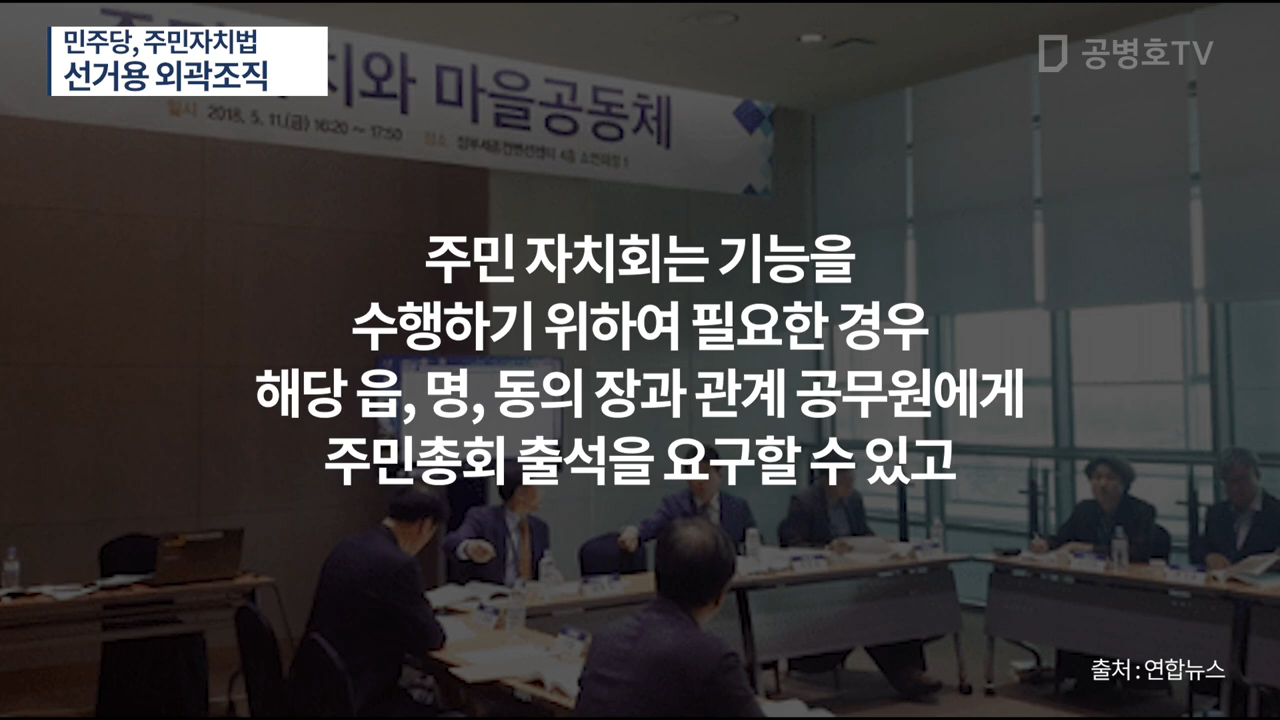 민주당, 주민자치법
선거용 외곽조직
공병호TV
치와 마을공동체
일시 2018. 5. 11.(금) 16:20 ~ 17:50 장소
주민 자치회는 기능을
수행하기 위하여 필요한 경우
해당 읍, 명, 동의 장과 관계 공무원에게
주민총회 출석을 요구할 수 있고
출처 : 연합뉴스